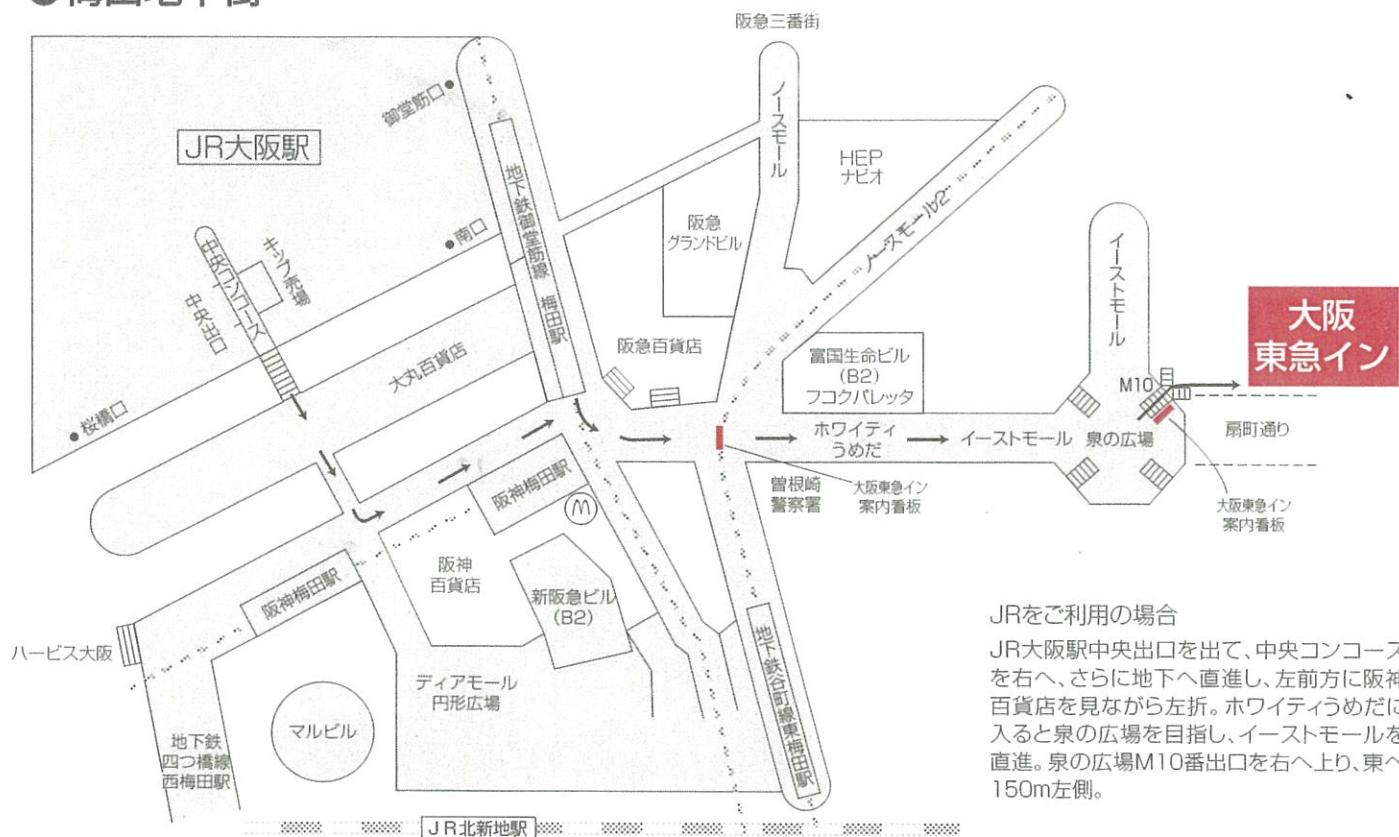 ●梅田地下街
阪急三番街
御堂筋口●
JR大阪駅
ノースモール
HEP
ナビオ
地下鉄御堂筋線 梅田駅
阪急
グランドビル
ノースモール2
●南口
キップ売場
中央コンコース
中央出口
イーストモール
大阪
東急イン
大丸百貨店
阪急百貨店
富国生命ビル
(B2)
フコクパレッタ
M10
●桜橋口
ホワイティ
うめだ
イーストモール
泉の広場
扇町通り
阪神梅田駅
M
曽根崎
警察署
大阪東急イン
案内看板
大阪東急イン
案内看板
阪神
百貨店
阪神梅田駅
新阪急ビル
(B2)
ハービス大阪
ディアモール
円形広場
地下鉄谷町線東梅田駅
マルビル
地下鉄
四つ橋線
西梅田駅
JR北新地駅
JRをご利用の場合
JR大阪駅中央出口を出て、中央コンコース
を右へ、さらに地下へ直進し、左前方に阪神
百貨店を見ながら左折。ホワイティうめだに
入ると泉の広場を目指し、イーストモールを
直進。泉の広場M10番出口を右へ上り、東へ
150m左側。